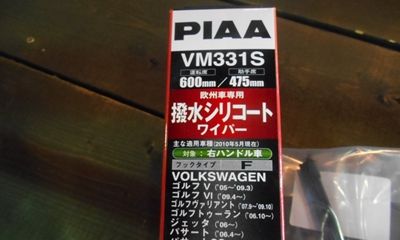 PIAA
VM331S
運転席 助手席
600mm／475mm
欧州車専用
撥水シリコート
ワイパー
主な適用車種(2010年5月現在)
対象：右ハンドル車
フックタイプ F
VOLKSWAGEN
ゴルフ V ('05~'09.3)
ゴルフ VI ('09.4~)
ゴルフヴァリアント ('07.9~'09.10)
ゴルフトゥーラン ('06.10~)
ジェッタ ('06~)
パサート ('06.4~)